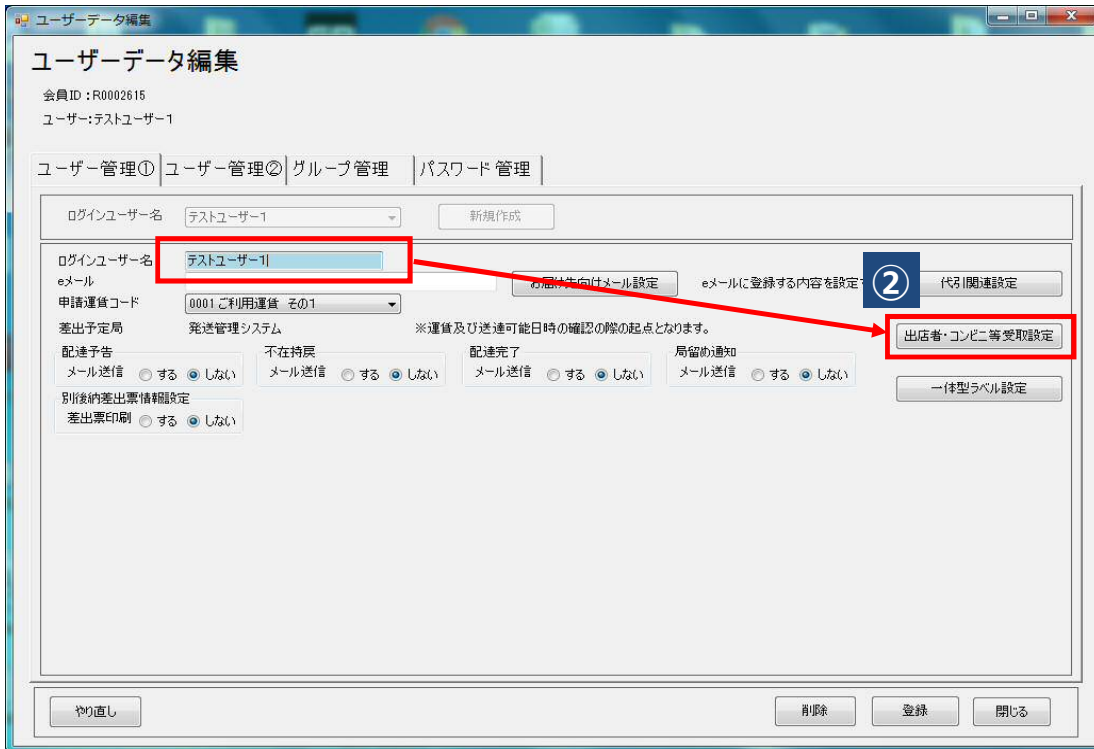 ユーザーデータ編集
ユーザーデータ編集
会員ID:R0002615
ユーザー:テストユーザー1
ユーザー管理① ユーザー管理② グループ管理 パスワード管理
ログインユーザー名 テストユーザー1 新規作成
ログインユーザー名 テストユーザー1
eメール お届け先向けメール設定 eメールに登録する内容を設定 ② 代引関連設定
申請運賃コード 0001 ご利用運賃 その1
差出予定局 発送管理システム ※運賃及び送達可能日時の確認の際の起点となります。 出店者・コンビニ等受取設定
配達予告 不在持戻 配達完了 局留め通知
メール送信 する しない メール送信 する しない メール送信 する しない メール送信 する しない
一体型ラベル設定
別後納差出票情報設定
差出票印刷 する しない
やり直し 削除 登録 閉じる